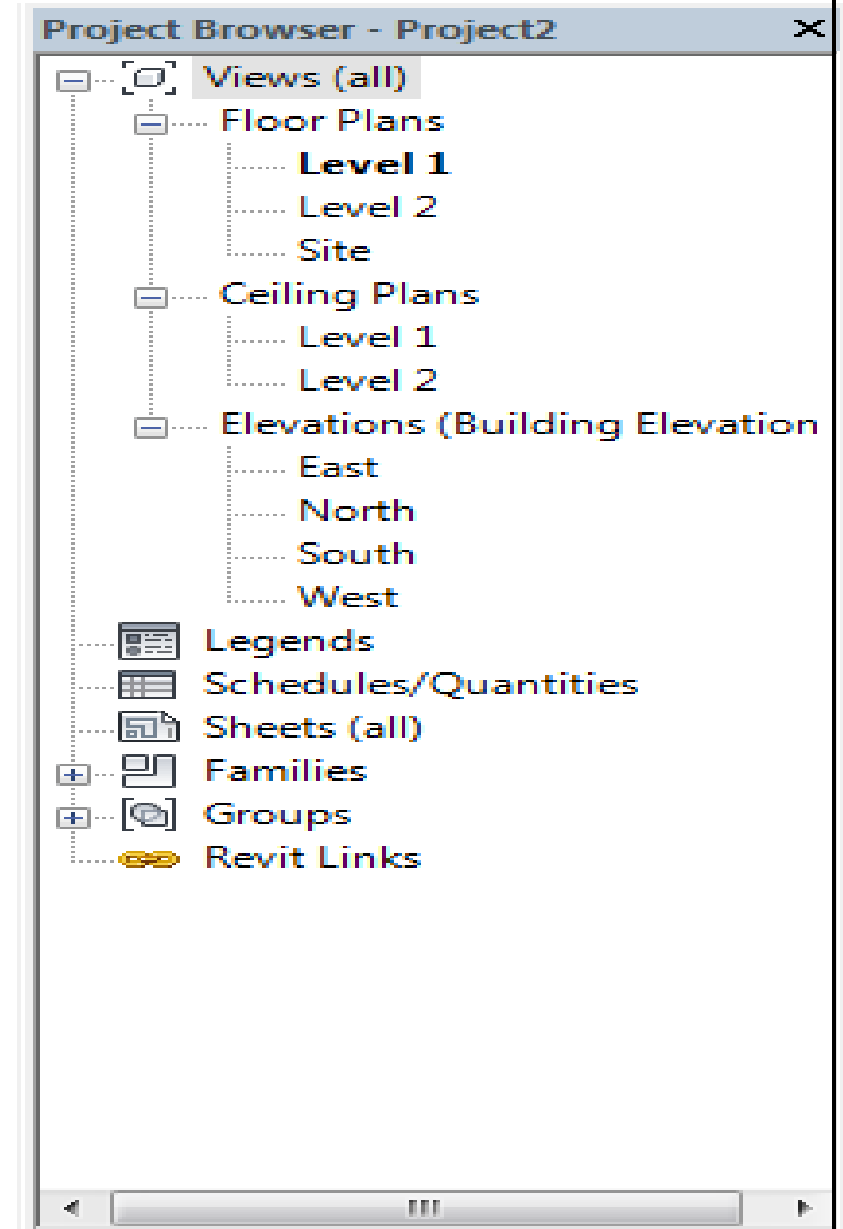 Project Browser - Project2
Views (all)
Floor Plans
Level 1
Level 2
Site
Ceiling Plans
Level 1
Level 2
Elevations (Building Elevation
East
North
South
West
Legends
Schedules/Quantities
Sheets (all)
Families
Groups
Revit Links